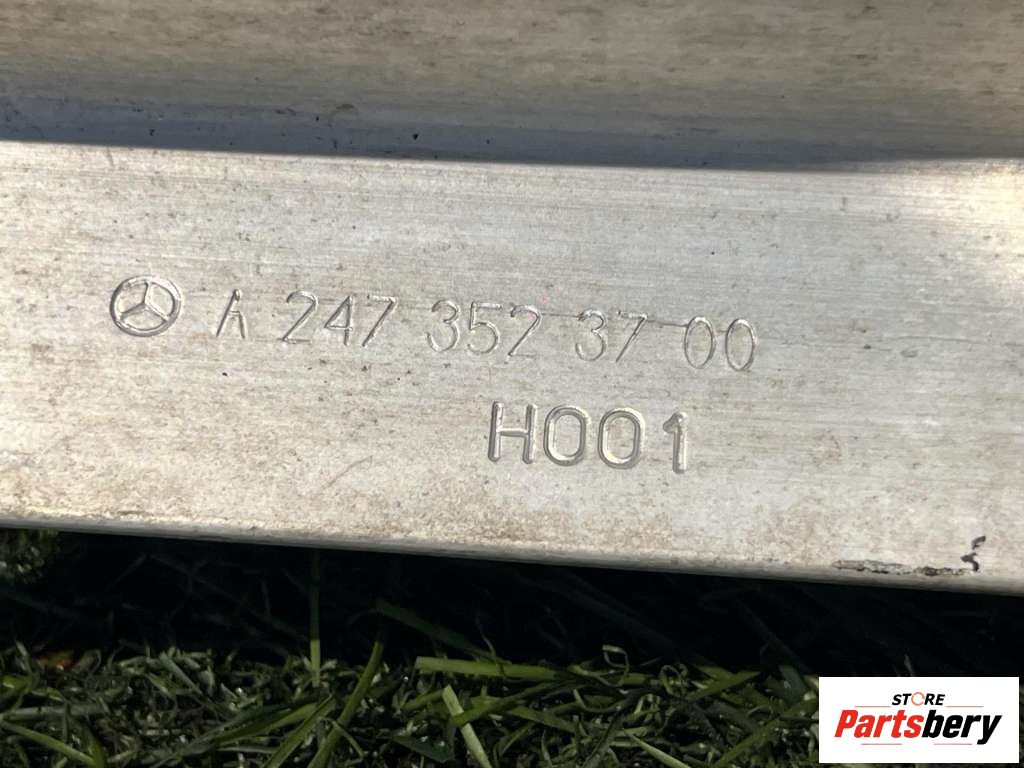 A 247 352 37 00
H001
STORE
Partsbery